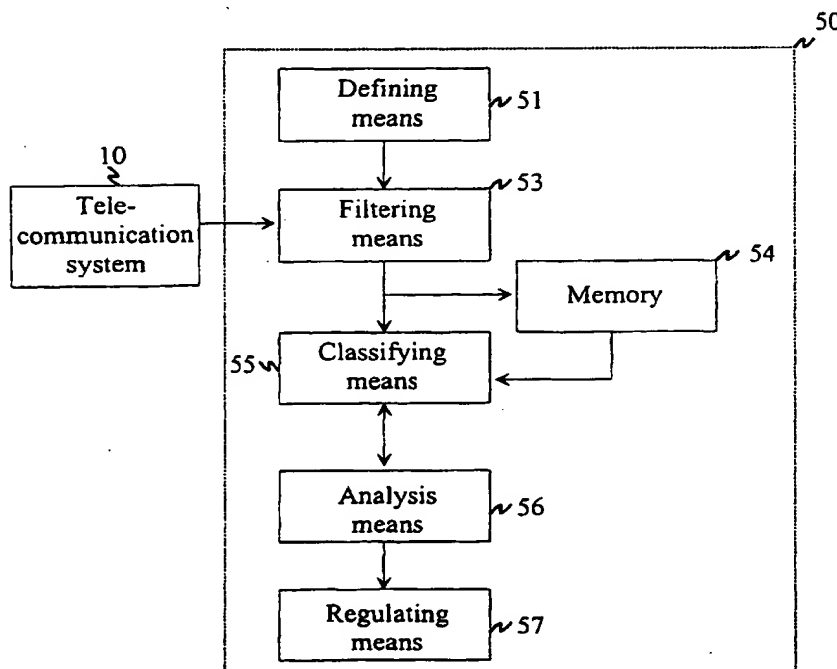 50
Defining
means
51
10
53
Tele-
communication
system
Filtering
means
54
Memory
55
Classifying
means
Analysis
means
56
Regulating
means
57